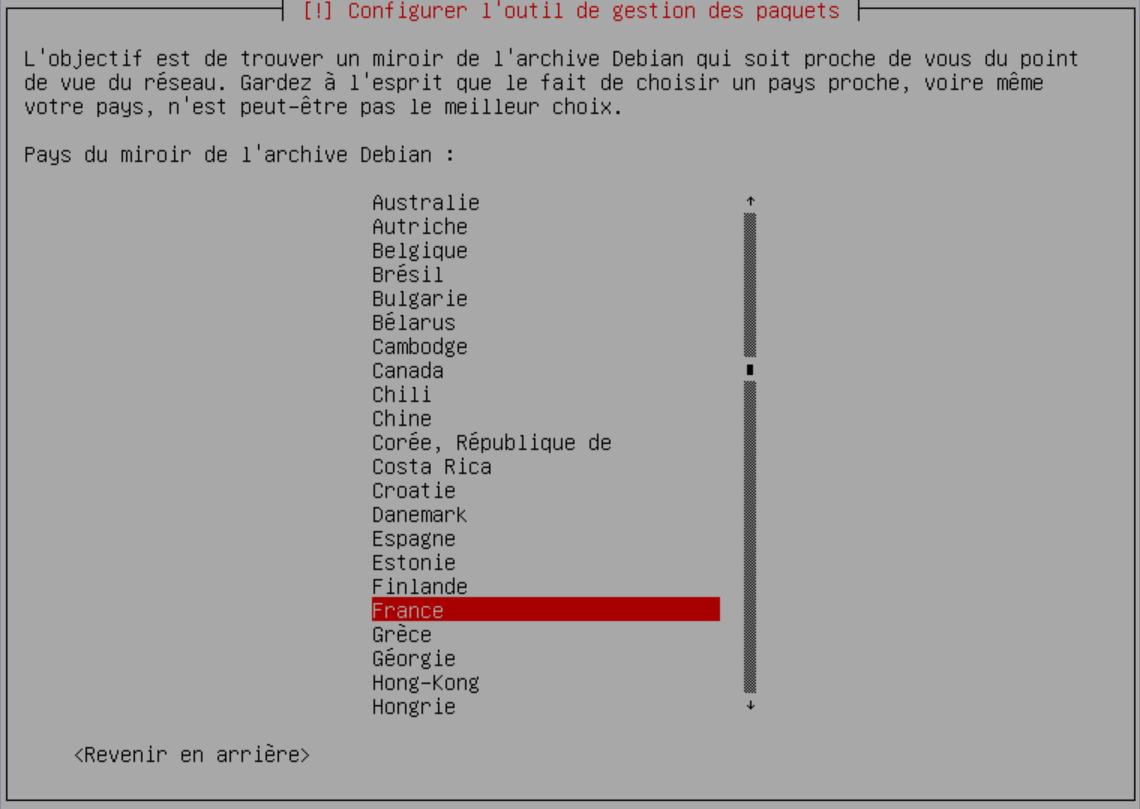 [!] Configurer l'outil de gestion des paquets
L'objectif est de trouver un miroir de l'archive Debian qui soit proche de vous du point
de vue du réseau. Gardez à l'esprit que le fait de choisir un pays proche, voire même
votre pays, n'est peut-être pas le meilleur choix.
Pays du miroir de l'archive Debian :
Australie
Autriche
Belgique
Brésil
Bulgarie
Bélarus
Cambodge
Canada
Chili
Chine
Corée, République de
Costa Rica
Croatie
Danemark
Espagne
Estonie
Finlande
France
Grèce
Géorgie
Hong-Kong
Hongrie
<Revenir en arrière>